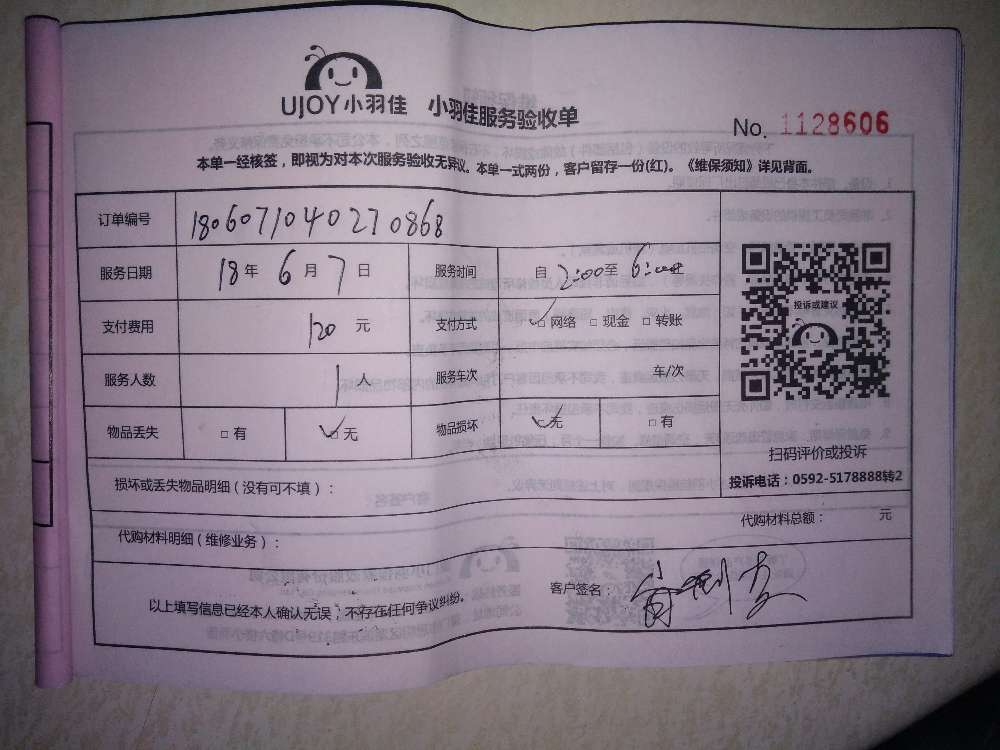 UJOY小羽佳 小羽佳服务验收单
No. 1128606
本单一经核签，即视为对本次服务验收无异议。本单一式两份，客户留存一份(红)。《维保须知》详见背面。
订单编号 1806071040270868
服务日期 18年 6月 7日 服务时间 自 2:00至 6:00
支付费用 120 元 支付方式 □网络 □现金 □转账
投诉或建议
服务人数 1人 服务车次 车/次
物品丢失 □有 □无 物品损坏 □无 □有
扫码评价或投诉
投诉电话：0592-5178888转2
损坏或丢失物品明细（没有可不填）：
代购材料明细（维修业务）： 代购材料总额： 元
以上填写信息已经本人确认无误，不存在任何争议纠纷。 客户签名：